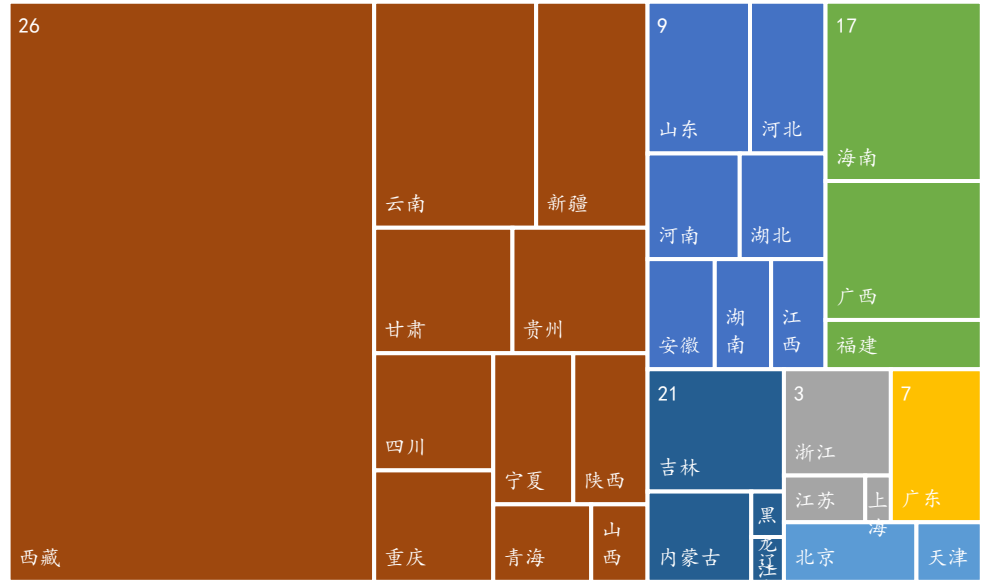 26
西藏
云南
新疆
甘肃
贵州
四川
重庆
宁夏
陕西
青海
山
西
9
山东
河北
河南
湖北
安徽
湖
南
江
西
17
海南
广西
福建
21
吉林
内蒙古
黑
龙
辽
江
3
浙江
江苏
上
海
7
广东
北京
天津